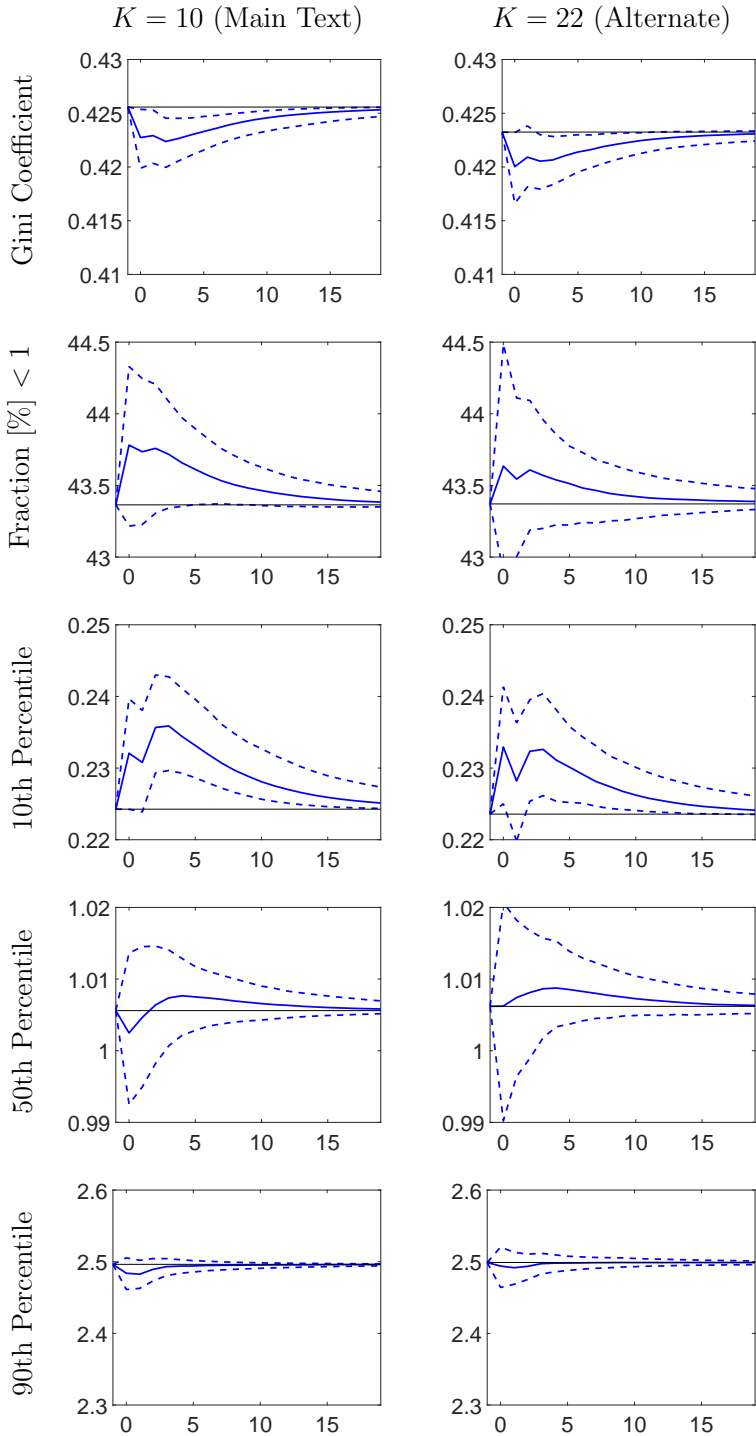 K = 10 (Main Text)
K = 22 (Alternate)
Gini Coefficient
0.43
0.425
0.42
0.415
0.41
0 5 10 15
0.43
0.425
0.42
0.415
0.41
0 5 10 15
Fraction [%] < 1
44.5
44
43.5
43
0 5 10 15
44.5
44
43.5
43
0 5 10 15
10th Percentile
0.25
0.24
0.23
0.22
0 5 10 15
0.25
0.24
0.23
0.22
0 5 10 15
50th Percentile
1.02
1.01
1
0.99
0 5 10 15
1.02
1.01
1
0.99
0 5 10 15
90th Percentile
2.6
2.5
2.4
2.3
0 5 10 15
2.6
2.5
2.4
2.3
0 5 10 15